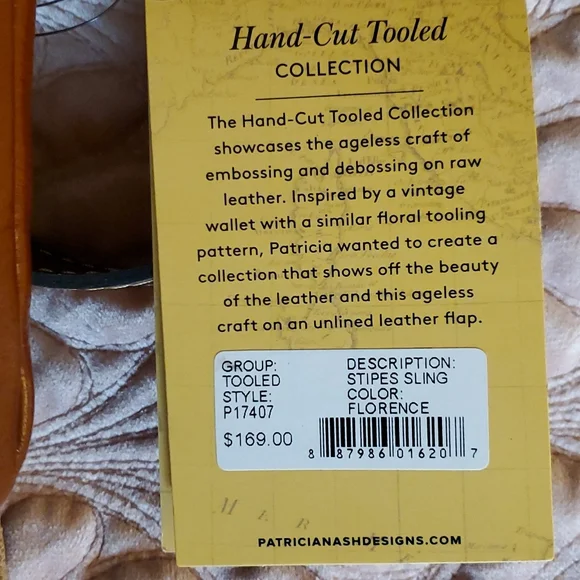 Hand-Cut Tooled
COLLECTION
The Hand-Cut Tooled Collection
showcases the ageless craft of
embossing and debossing on raw
leather. Inspired by a vintage
wallet with a similar floral tooling
pattern, Patricia wanted to create a
collection that shows off the beauty
of the leather and this ageless
craft on an unlined leather flap.
GROUP: DESCRIPTION:
TOOLED STIPES SLING
STYLE: COLOR:
P17407 FLORENCE
$169.00
8 87986 01620 7
PATRICIANASHDESIGNS.COM